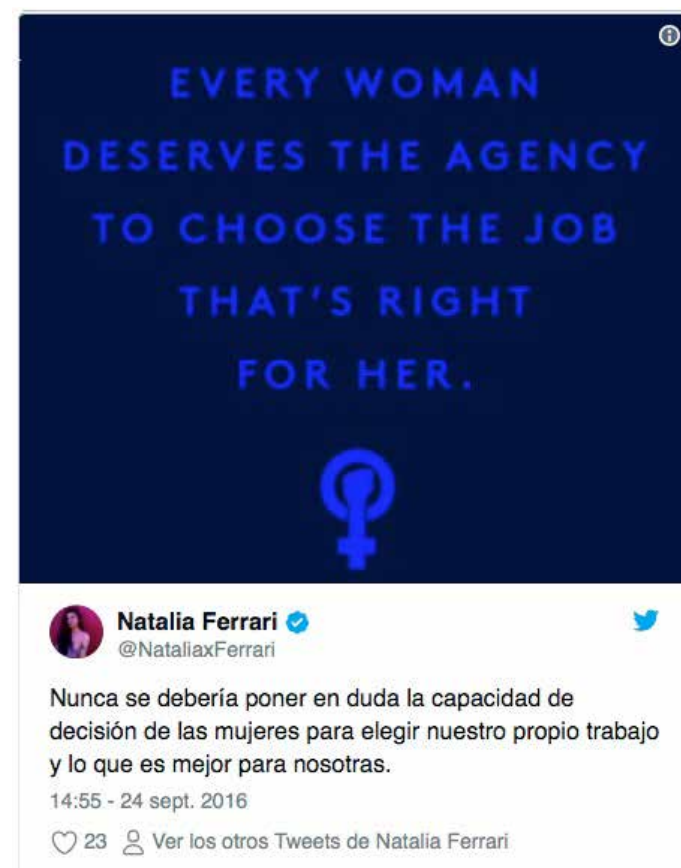 EVERY WOMAN
DESERVES THE AGENCY
TO CHOOSE THE JOB
THAT'S RIGHT
FOR HER.
Natalia Ferrari
@NataliaxFerrari
Nunca se debería poner en duda la capacidad de
decisión de las mujeres para elegir nuestro propio trabajo
y lo que es mejor para nosotras.
14:55 - 24 sept. 2016
23 Ver los otros Tweets de Natalia Ferrari